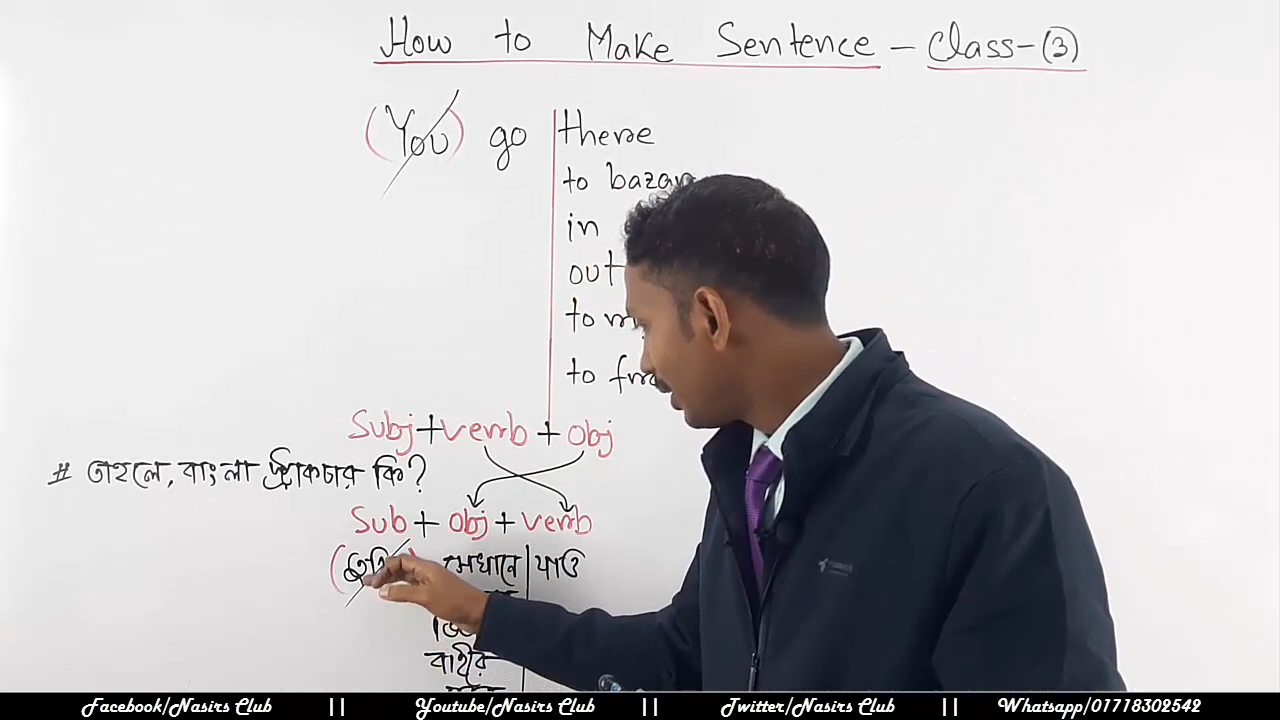 How to Make Sentence - Class-(3)
(You) go there
to bazar
in
out
to
to
Subj + verb + obj
# তাহলে, বাংলা স্ট্রাকচার কি?
Sub + obj + verb
(তুমি) সেখানে যাও
বাহির
Facebook/Nasirs Club || Youtube/Nasirs Club || Twitter/Nasirs Club || Whatsapp/01718302542